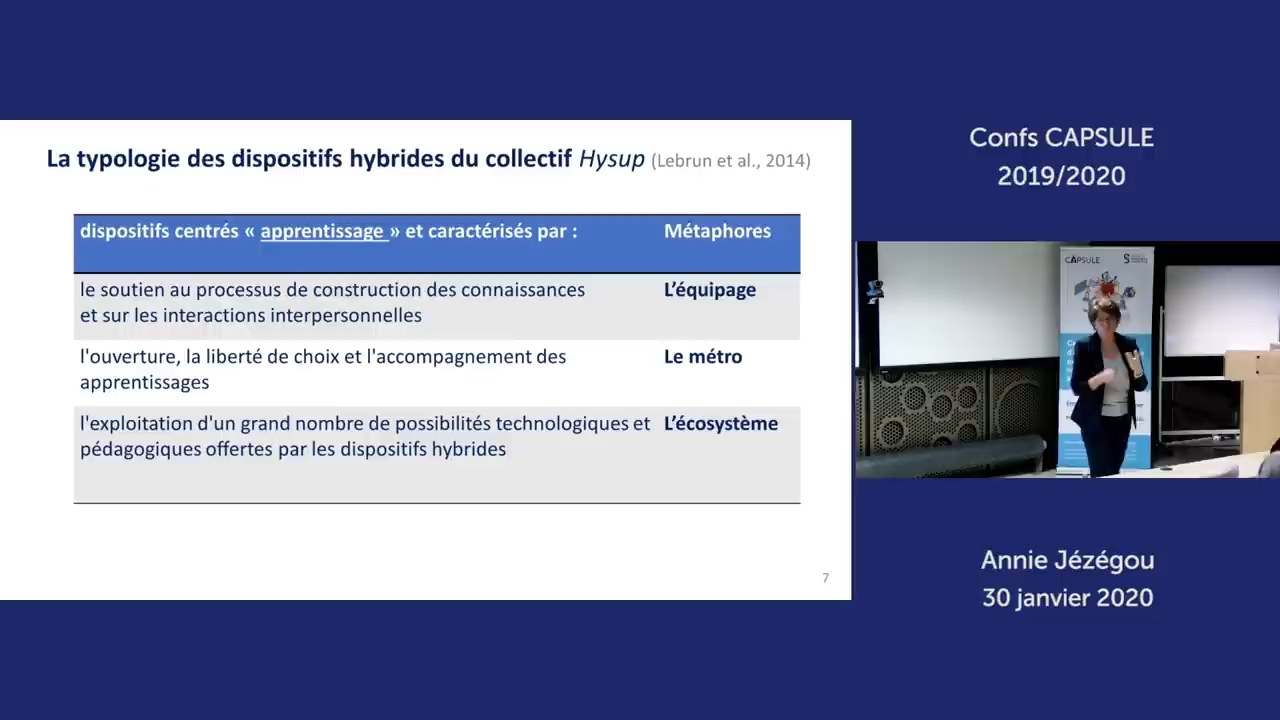 La typologie des dispositifs hybrides du collectif Hysup (Lebrun et al., 2014)
dispositifs centrés « apprentissage » et caractérisés par :
Métaphores
le soutien au processus de construction des connaissances
et sur les interactions interpersonnelles
L'équipage
l'ouverture, la liberté de choix et l'accompagnement des
apprentissages
Le métro
l'exploitation d'un grand nombre de possibilités technologiques et
pédagogiques offertes par les dispositifs hybrides
L'écosystème
7
Confs CAPSULE
2019/2020
CAPSULE
Annie Jézégou
30 janvier 2020